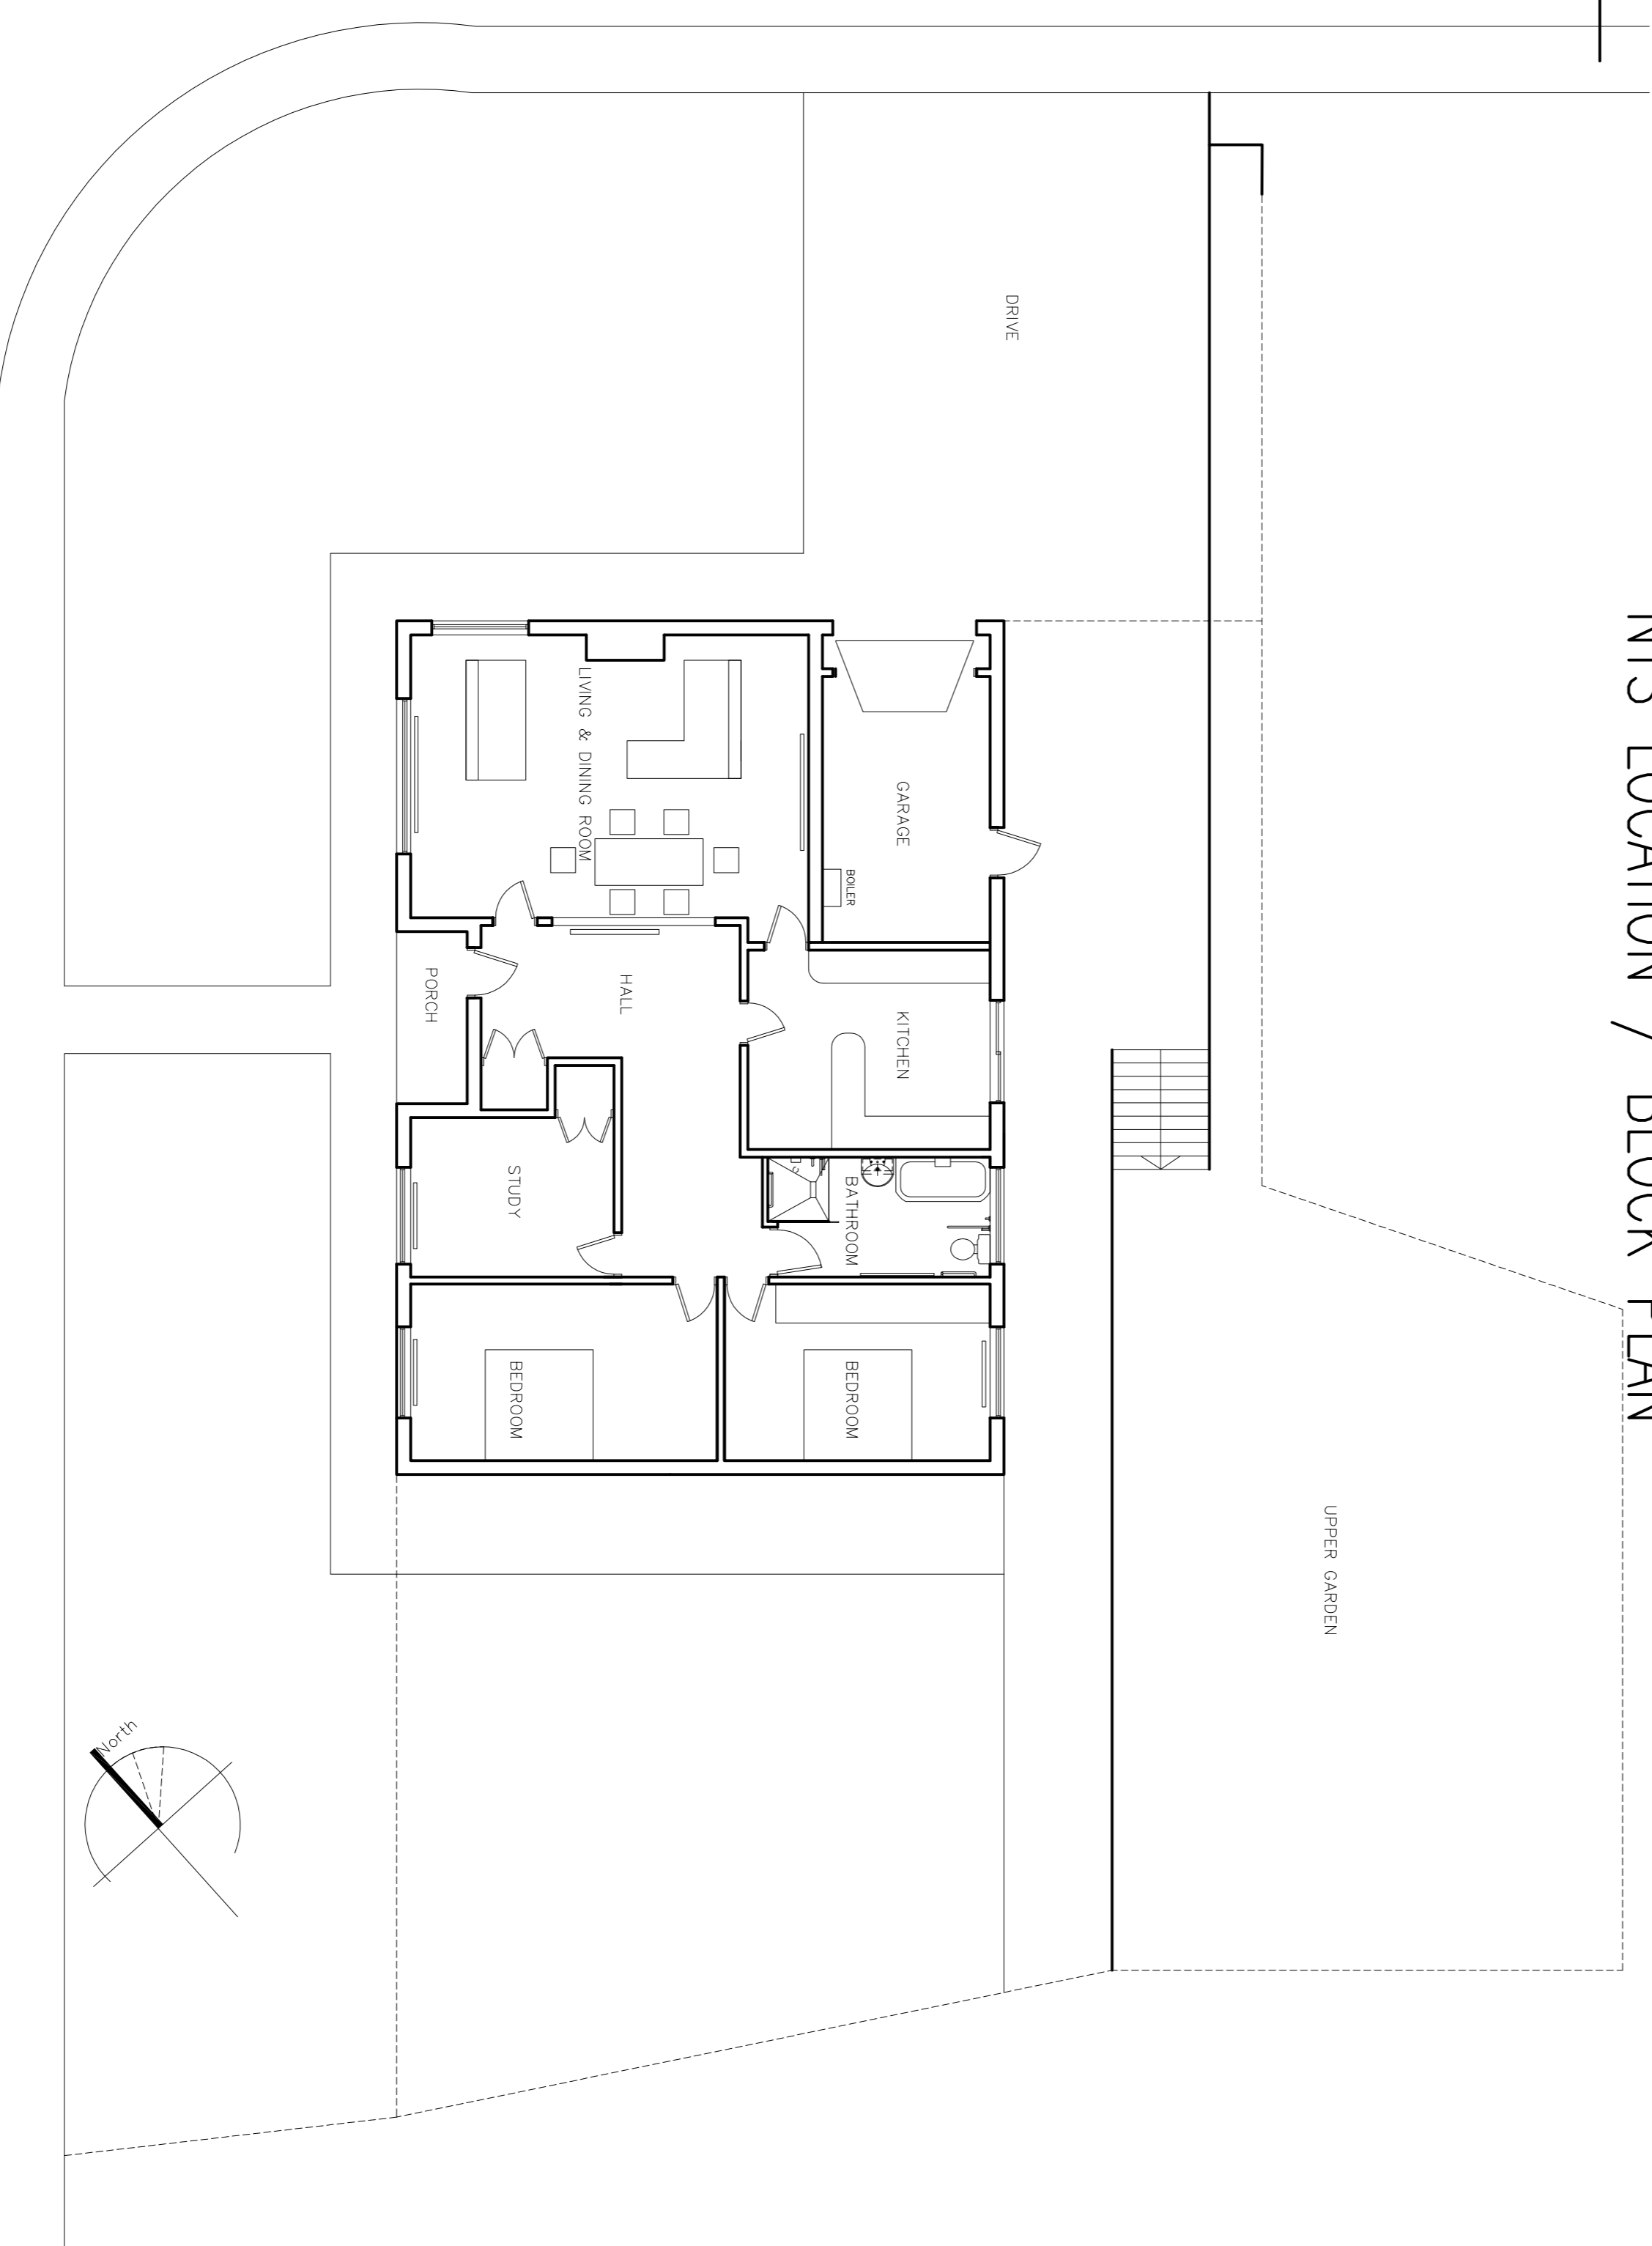 NTS LOCATION / BLOCK PLAN
UPPER GARDEN
DRIVE
GARAGE
BOILER
KITCHEN
BATHROOM
BEDROOM
LIVING & DINING ROOM
HALL
STUDY
BEDROOM
PORCH
North